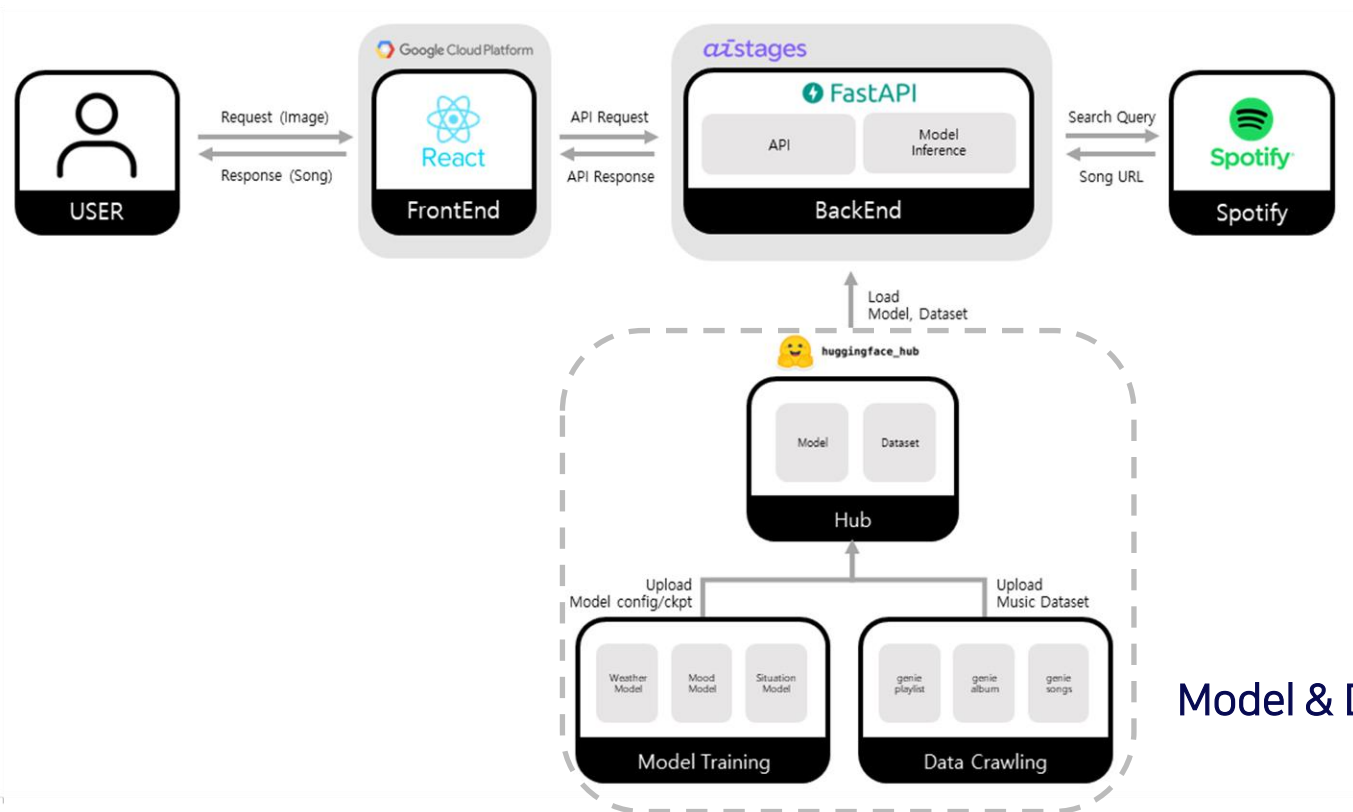 Google Cloud Platform
aistages
FastAPI
Request (Image)
Response (Song)
React
API Request
API Response
API
Model
Inference
Search Query
Song URL
Spotify
USER
FrontEnd
BackEnd
Spotify
Load
Model, Dataset
huggingface_hub
Model
Dataset
Hub
Upload
Model config/ckpt
Upload
Music Dataset
Weather
Model
Mood
Model
Situation
Model
genie
playlist
genie
album
genie
songs
Model Training
Data Crawling
Model &